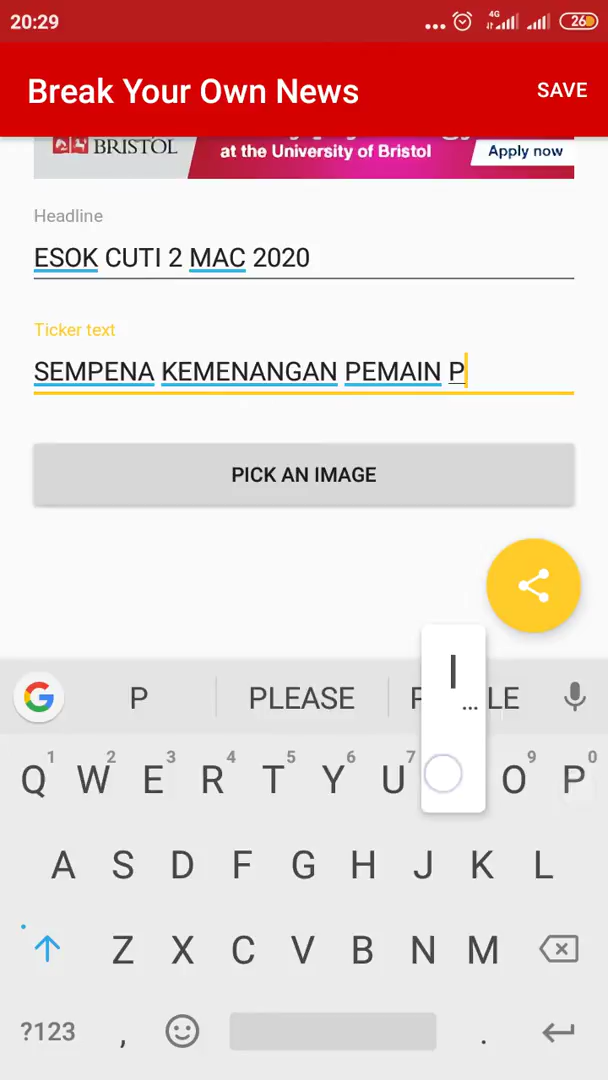 20:29
4G
26
Break Your Own News
SAVE
BRISTOL
at the University of Bristol
Apply now
Headline
ESOK CUTI 2 MAC 2020
Ticker text
SEMPENA KEMENANGAN PEMAIN P
PICK AN IMAGE
I
...
P PLEASE LE
1 2 3 4 5 6 7 9 0
Q W E R T Y U O P
A S D F G H J K L
Z X C V B N M
?123 , .